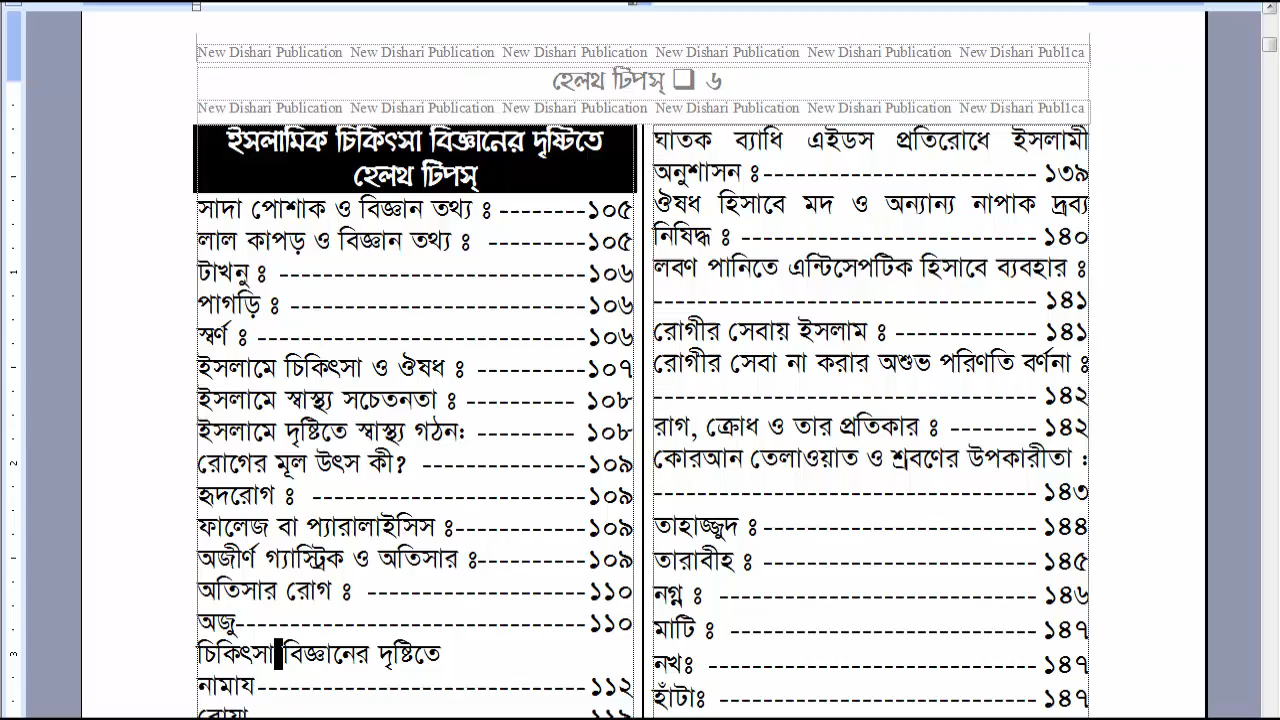 New Dishari Publication New Dishari Publication New Dishari Publication New Dishari Publication New Dishari Publication New Publ1ca
হেলথ টিপস্ ❑ ৬
New Dishari Publication New Dishari Publication New Dishari Publication New Dishari Publication New Dishari Publication New Publ1ca
ইসলামিক চিকিৎসা বিজ্ঞানের দৃষ্টিতে
হেলথ টিপস্
সাদা পোশাক ও বিজ্ঞান তথ্য ঃ --------১০৫
লাল কাপড় ও বিজ্ঞান তথ্য ঃ ---------১০৫
টাখনু ঃ ----------------------------১০৬
পাগড়ি ঃ ---------------------------১০৬
স্বর্ণ ঃ ------------------------------১০৬
ইসলামে চিকিৎসা ও ঔষধ ঃ ----------১০৭
ইসলামে স্বাস্থ্য সচেতনতা ঃ ---------- ১০৮
ইসলামে দৃষ্টিতে স্বাস্থ্য গঠন: --------- ১০৮
রোগের মূল উৎস কী? ---------------১০৯
হৃদরোগ ঃ -------------------------১০৯
ফালেজ বা প্যারালাইসিস ঃ------------১০৯
অজীর্ণ গ্যাস্ট্রিক ও অতিসার ঃ----------১০৯
অতিসার রোগ ঃ --------------------১১০
অজু--------------------------------১১০
চিকিৎসা বিজ্ঞানের দৃষ্টিতে
নামায------------------------------১১২
রোযা
ঘাতক ব্যাধি এইডস প্রতিরোধে ইসলামী
অনুশাসন ঃ------------------------- ১৩৯
ঔষধ হিসাবে মদ ও অন্যান্য নাপাক দ্রব্য
নিষিদ্ধ ঃ --------------------------- ১৪০
লবণ পানিতে এন্টিসেপটিক হিসাবে ব্যবহার ঃ
----------------------------------- ১৪১
রোগীর সেবায় ইসলাম ঃ ------------- ১৪১
রোগীর সেবা না করার অশুভ পরিণতি বর্ণনা ঃ
----------------------------------- ১৪২
রাগ, ক্রোধ ও তার প্রতিকার ঃ -------- ১৪২
কোরআন তেলাওয়াত ও শ্রবণের উপকারীতা :
----------------------------------- ১৪৩
তাহাজ্জুদ ঃ------------------------- ১৪৪
তারাবীহ ঃ ------------------------- ১৪৫
নগ্ন ঃ ----------------------------- ১৪৬
মাটি ঃ ---------------------------- ১৪৭
নখঃ ------------------------------ ১৪৭
হাঁটাঃ ----------------------------- ১৪৭